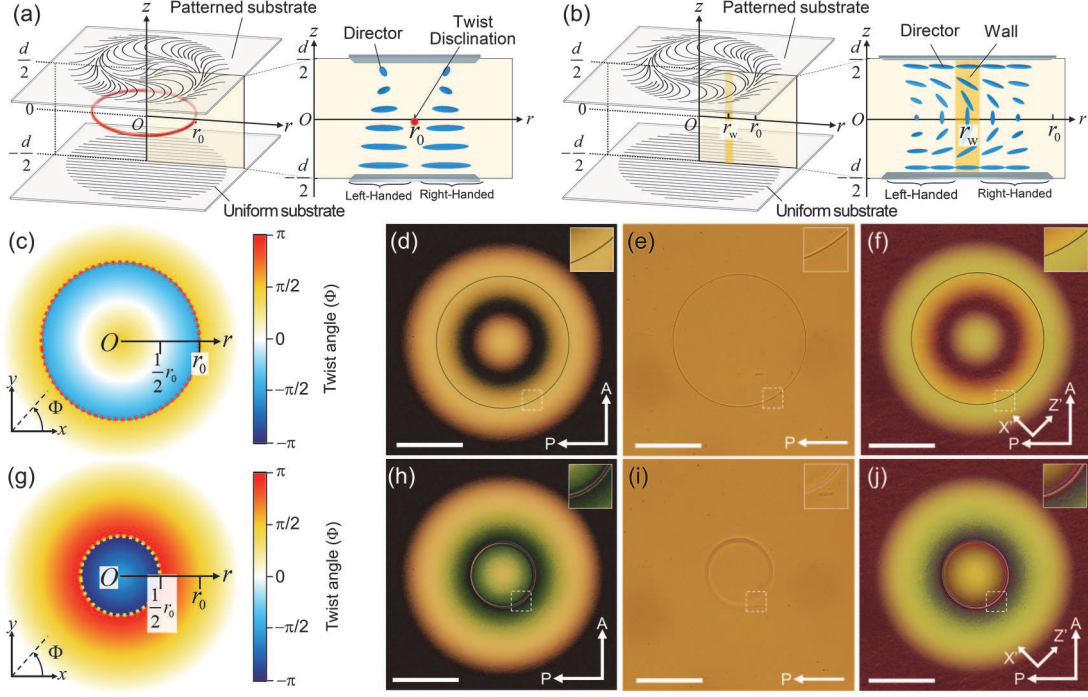 (a)
z
Patterned substrate
d
2
0
O
r₀
r
−d
2
Uniform substrate
z
Director
Twist
Disclination
d
2
O
r₀
r
−d
2
Left-Handed
Right-Handed
(b)
z
Patterned substrate
d
2
0
O
r_w
r₀
r
−d
2
Uniform substrate
z
Director
Wall
d
2
O
r_w
r₀
r
−d
2
Left-Handed
Right-Handed
(c)
O
1
2
r₀
r₀
r
y
Φ
x
π
π/2
0
−π/2
−π
Twist angle (Φ)
(d)
A
P
(e)
P
(f)
A
X'
Z'
P
(g)
O
1
2
r₀
r₀
r
y
Φ
x
π
π/2
0
−π/2
−π
Twist angle (Φ)
(h)
A
P
(i)
P
(j)
A
X'
Z'
P